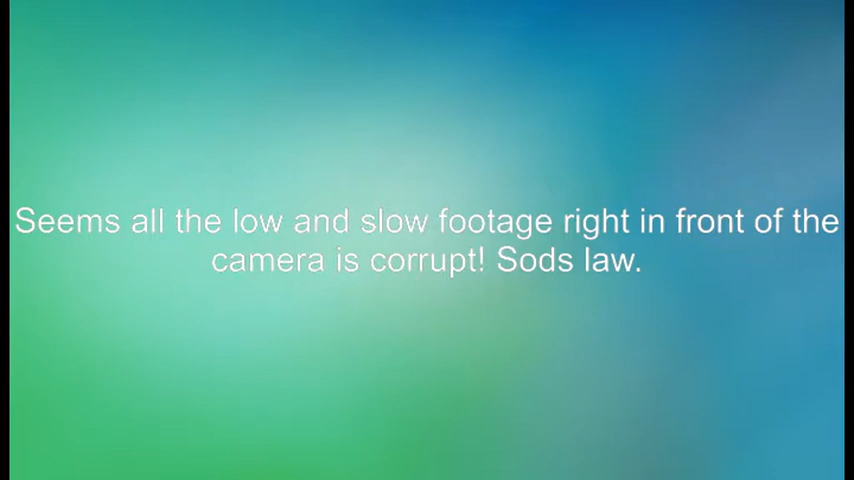 Seems all the low and slow footage right in front of the
camera is corrupt! Sods law.